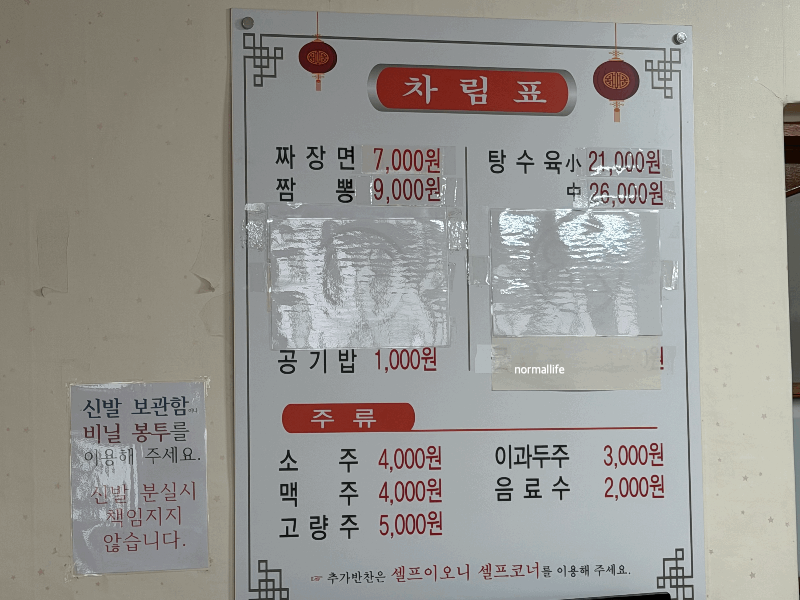 차림표
짜장면 7,000원
짬뽕 9,000원
공기밥 1,000원
탕수육 小 21,000원
中 26,000원
원
normallife
주류
소주 4,000원
맥주 4,000원
고량주 5,000원
이과두주 3,000원
음료수 2,000원
☞ 추가반찬은 셀프이오니 셀프코너를 이용해 주세요.
신발 보관함
비닐 봉투를
이용해 주세요.
신발 분실시
책임지지
않습니다.